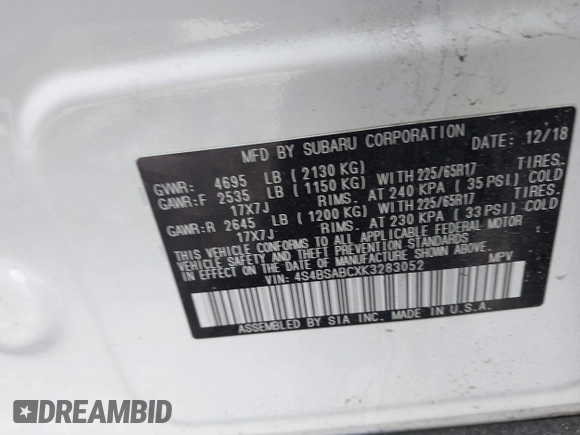 MFD BY SUBARU CORPORATION DATE: 12/18
GVWR: 4695 LB ( 2130 KG)
GAWR:F 2535 LB ( 1150 KG) WITH 225/65R17 TIRES.
17X7J RIMS. AT 240 KPA ( 35 PSI) COLD
GAWR:R 2645 LB ( 1200 KG) WITH 225/65R17 TIRES.
17X7J RIMS. AT 230 KPA ( 33 PSI) COLD
THIS VEHICLE CONFORMS TO ALL APPLICABLE FEDERAL MOTOR
VEHICLE SAFETY AND THEFT PREVENTION STANDARDS
IN EFFECT ON THE DATE OF MANUFACTURE SHOWN ABOVE.
VIN: 4S4BSABCXK3283052 MPV
ASSEMBLED BY SIA INC. MADE IN U.S.A.
DREAMBID